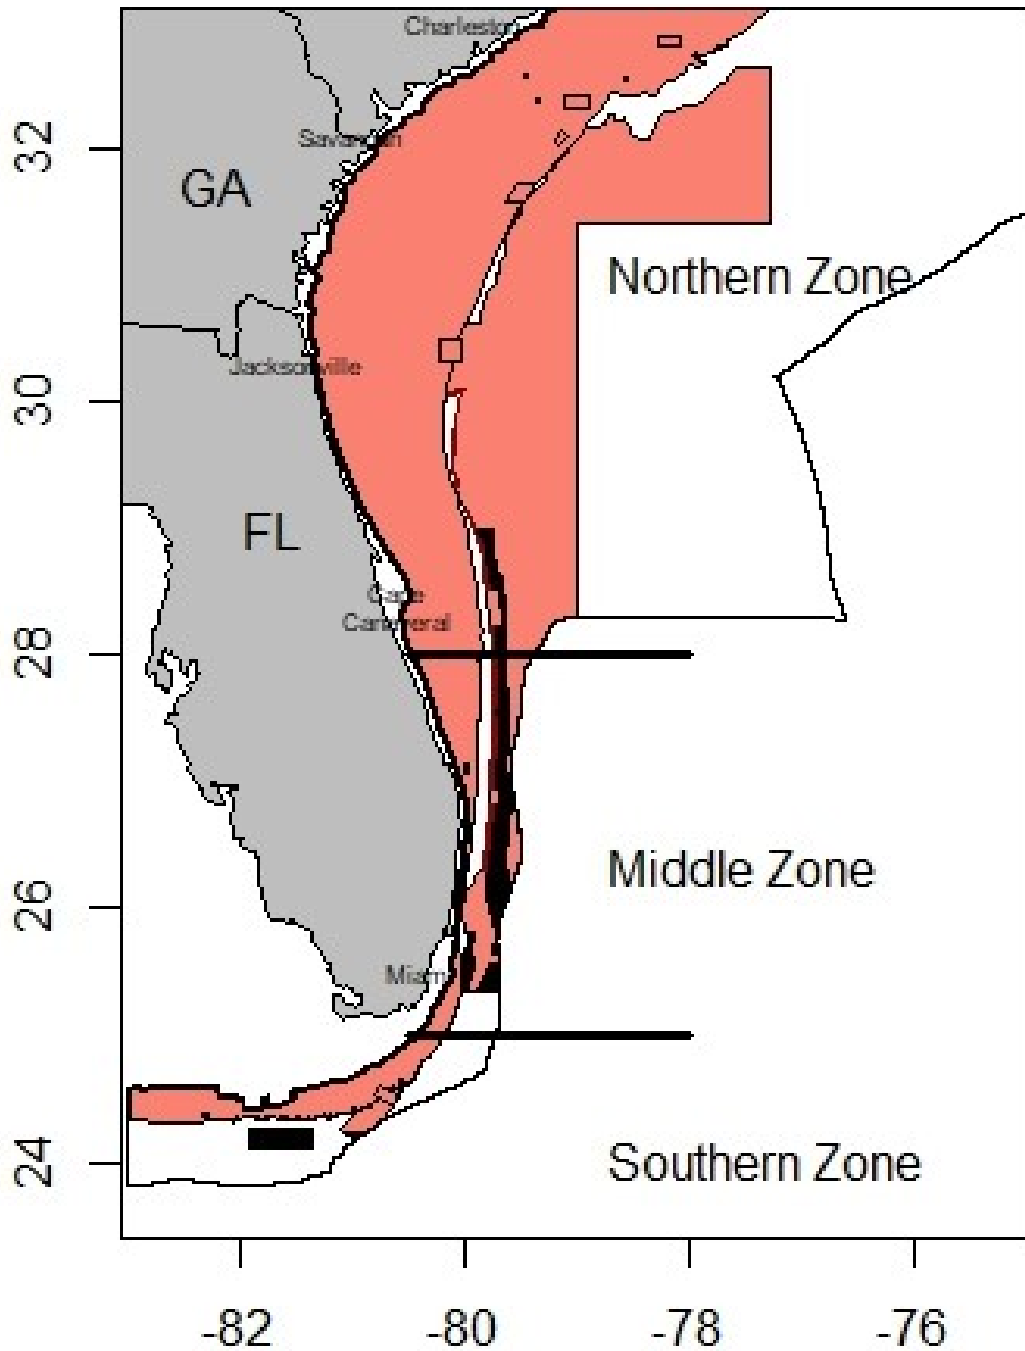 Charleston
32
Savannah
GA
Northern Zone
Jacksonville
30
FL
Cape
Canaveral
28
Middle Zone
26
Miami
24
Southern Zone
-82
-80
-78
-76